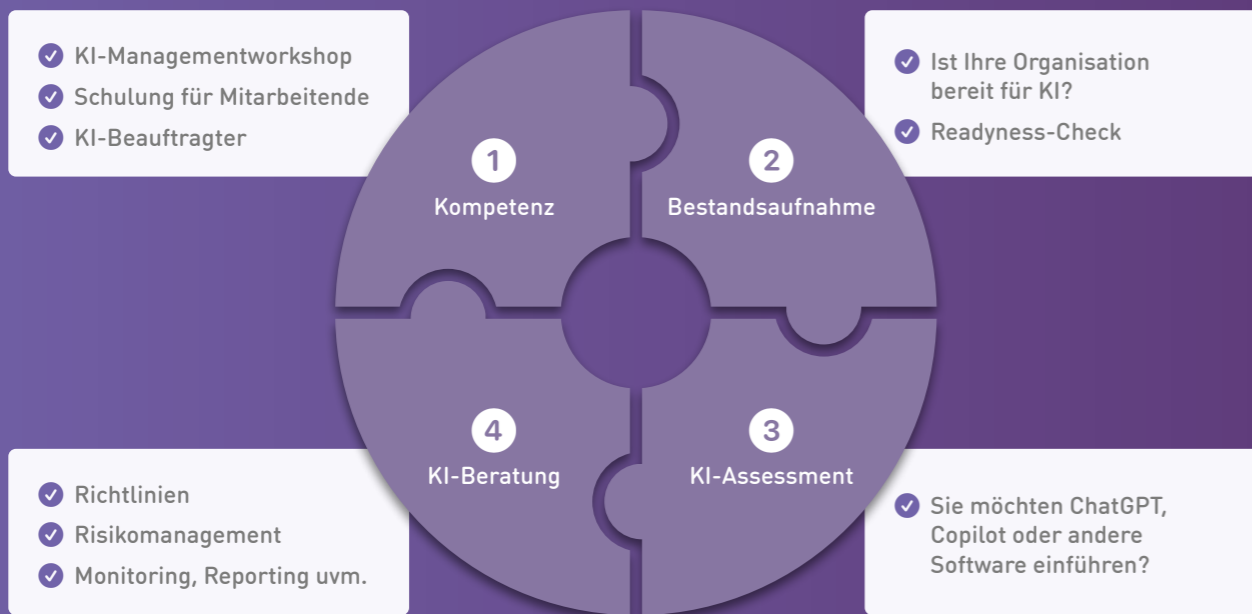 KI-Managementworkshop
Schulung für Mitarbeitende
KI-Beauftragter
1
Kompetenz
2
Bestandsaufnahme
Ist Ihre Organisation
bereit für KI?
Readyness-Check
4
KI-Beratung
3
KI-Assessment
Richtlinien
Risikomanagement
Monitoring, Reporting uvm.
Sie möchten ChatGPT,
Copilot oder andere
Software einführen?